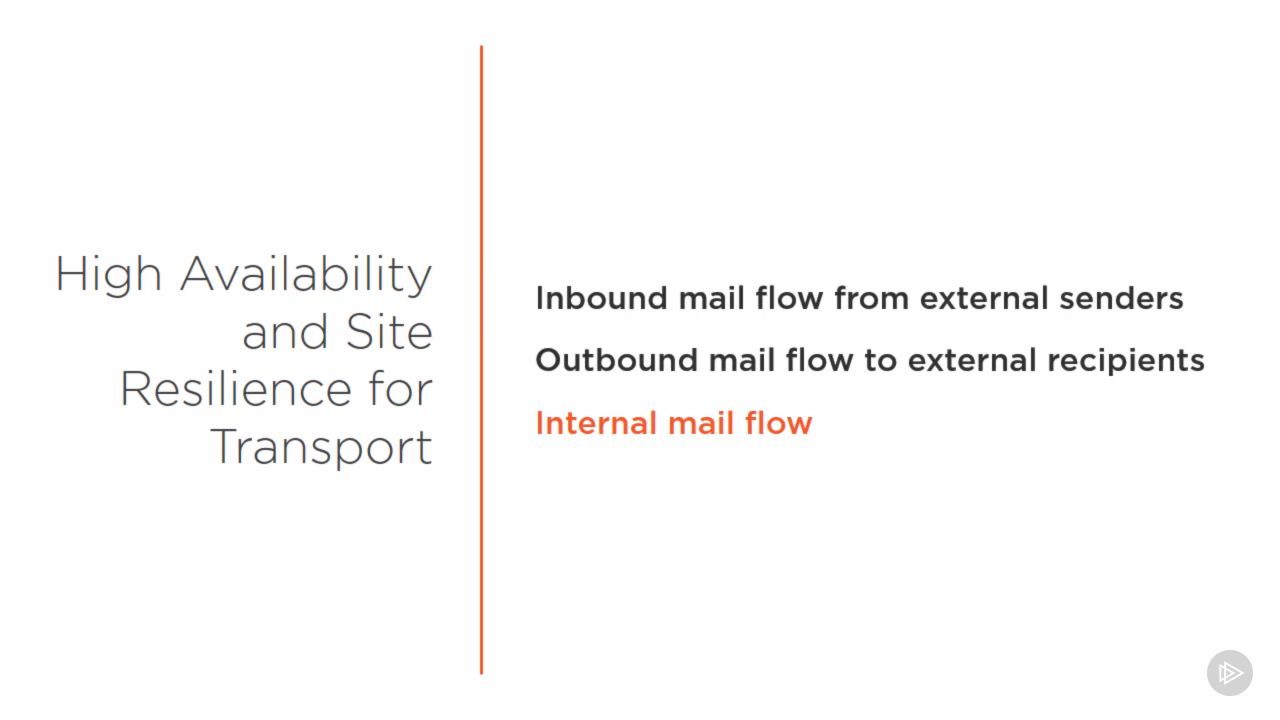 High Availability
and Site
Resilience for
Transport
Inbound mail flow from external senders
Outbound mail flow to external recipients
Internal mail flow